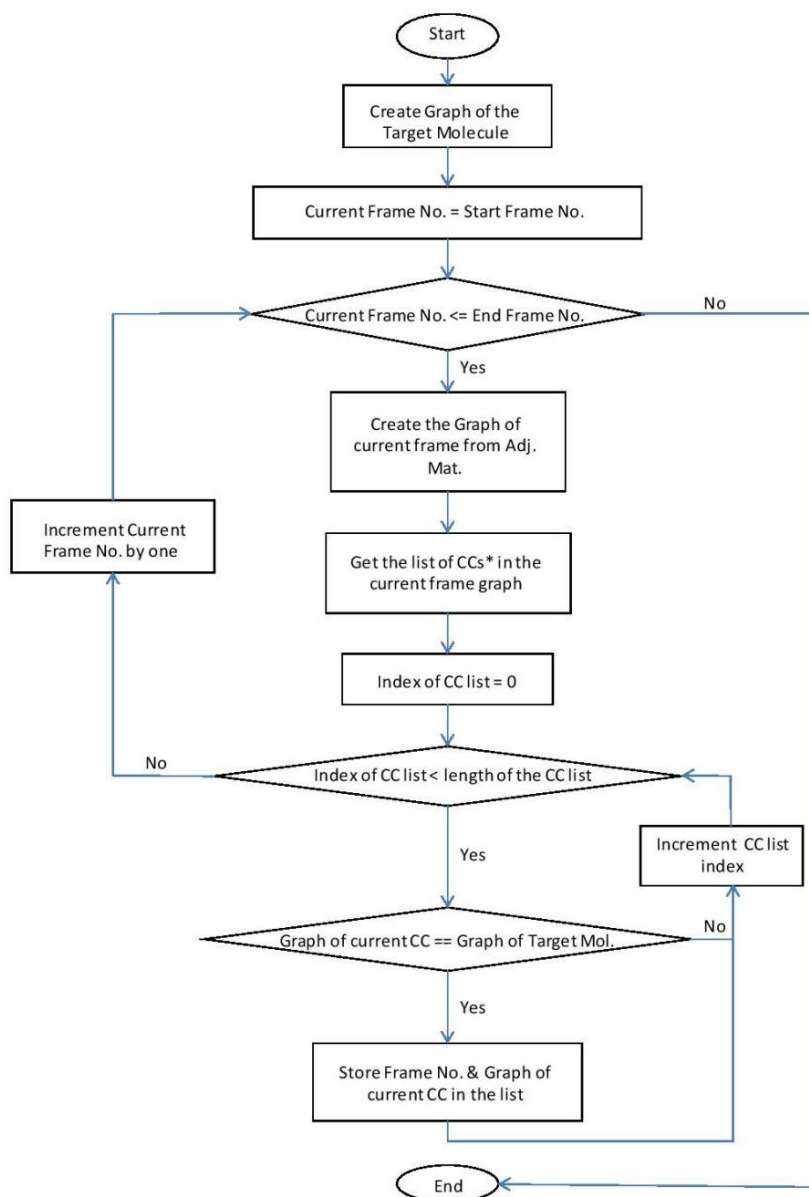 Start
Create Graph of the
Target Molecule
Current Frame No. = Start Frame No.
Current Frame No. <= End Frame No.
No
Yes
Create the Graph of
current frame from Adj.
Mat.
Increment Current
Frame No. by one
Get the list of CCs* in the
current frame graph
Index of CC list = 0
No
Index of CC list < length of the CC list
Yes
Increment CC list
index
Graph of current CC == Graph of Target Mol.
No
Yes
Store Frame No. & Graph of
current CC in the list
End